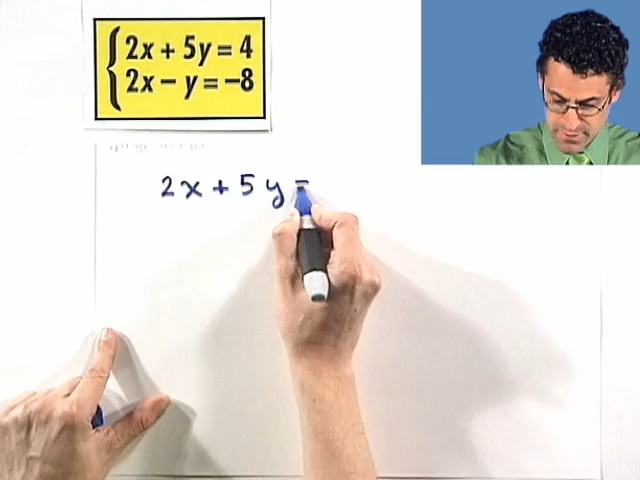 2x + 5y = 4
2x − y = −8
2x + 5y =